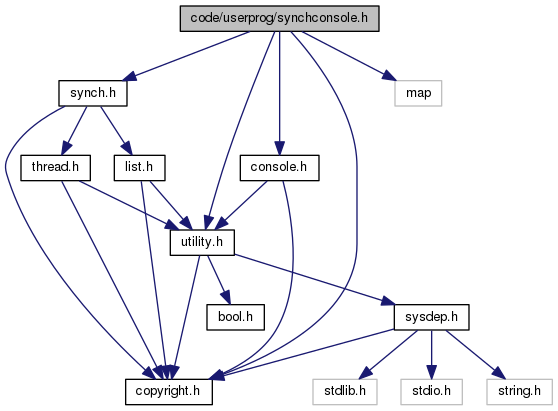 code/userprog/synchconsole.h
synch.h
map
thread.h
list.h
console.h
utility.h
bool.h
sysdep.h
copyright.h
stdlib.h
stdio.h
string.h